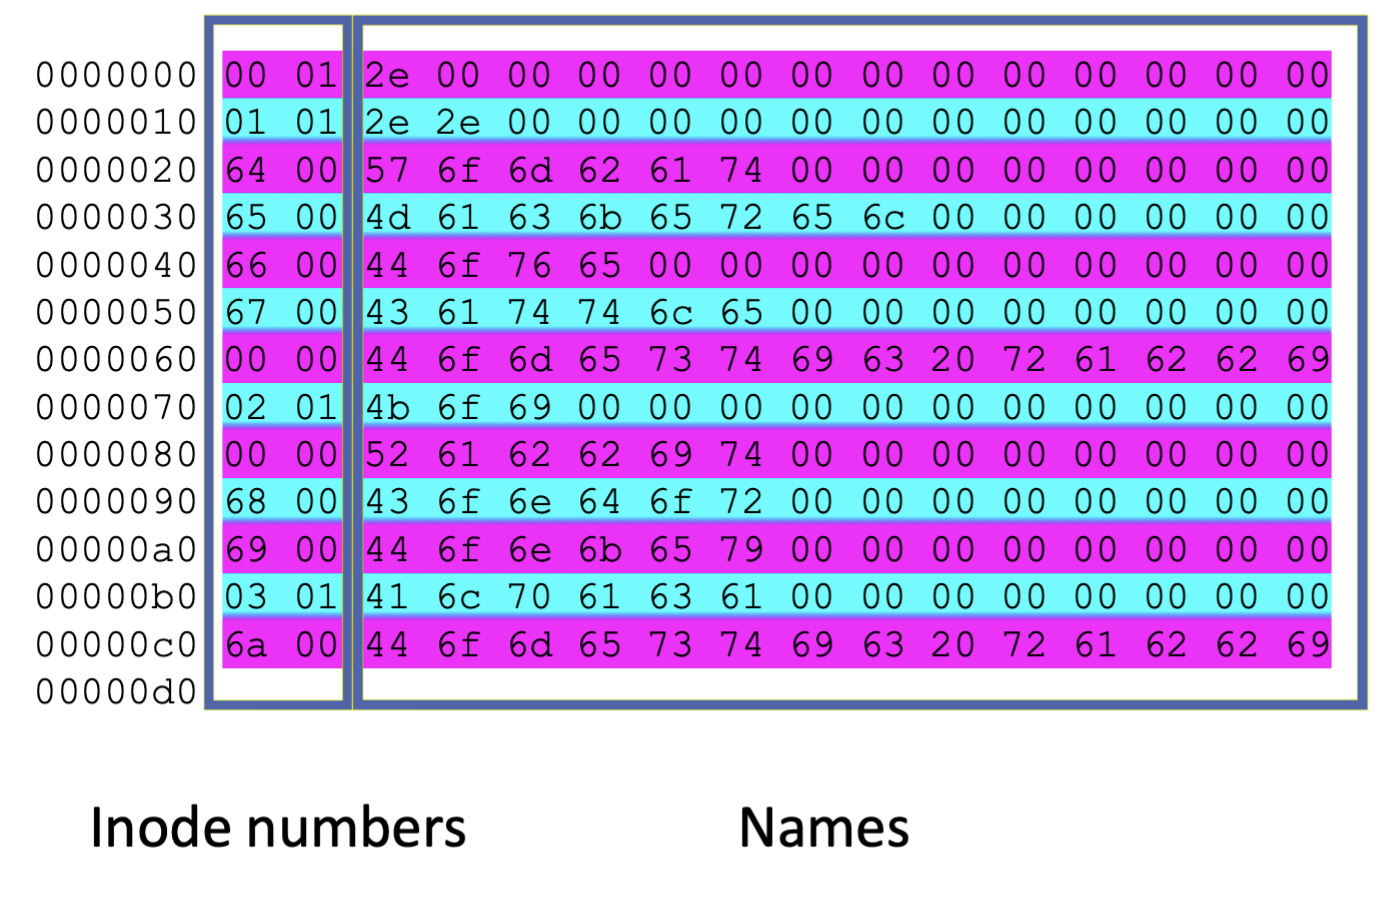 0000000 00 01 2e 00 00 00 00 00 00 00 00 00 00 00 00 00
0000010 01 01 2e 2e 00 00 00 00 00 00 00 00 00 00 00 00
0000020 64 00 57 6f 6d 62 61 74 00 00 00 00 00 00 00 00
0000030 65 00 4d 61 63 6b 65 72 65 6c 00 00 00 00 00 00
0000040 66 00 44 6f 76 65 00 00 00 00 00 00 00 00 00 00
0000050 67 00 43 61 74 74 6c 65 00 00 00 00 00 00 00 00
0000060 00 00 44 6f 6d 65 73 74 69 63 20 72 61 62 62 69
0000070 02 01 4b 6f 69 00 00 00 00 00 00 00 00 00 00 00
0000080 00 00 52 61 62 62 69 74 00 00 00 00 00 00 00 00
0000090 68 00 43 6f 6e 64 6f 72 00 00 00 00 00 00 00 00
00000a0 69 00 44 6f 6e 6b 65 79 00 00 00 00 00 00 00 00
00000b0 03 01 41 6c 70 61 63 61 00 00 00 00 00 00 00 00
00000c0 6a 00 44 6f 6d 65 73 74 69 63 20 72 61 62 62 69
00000d0
Inode numbers Names